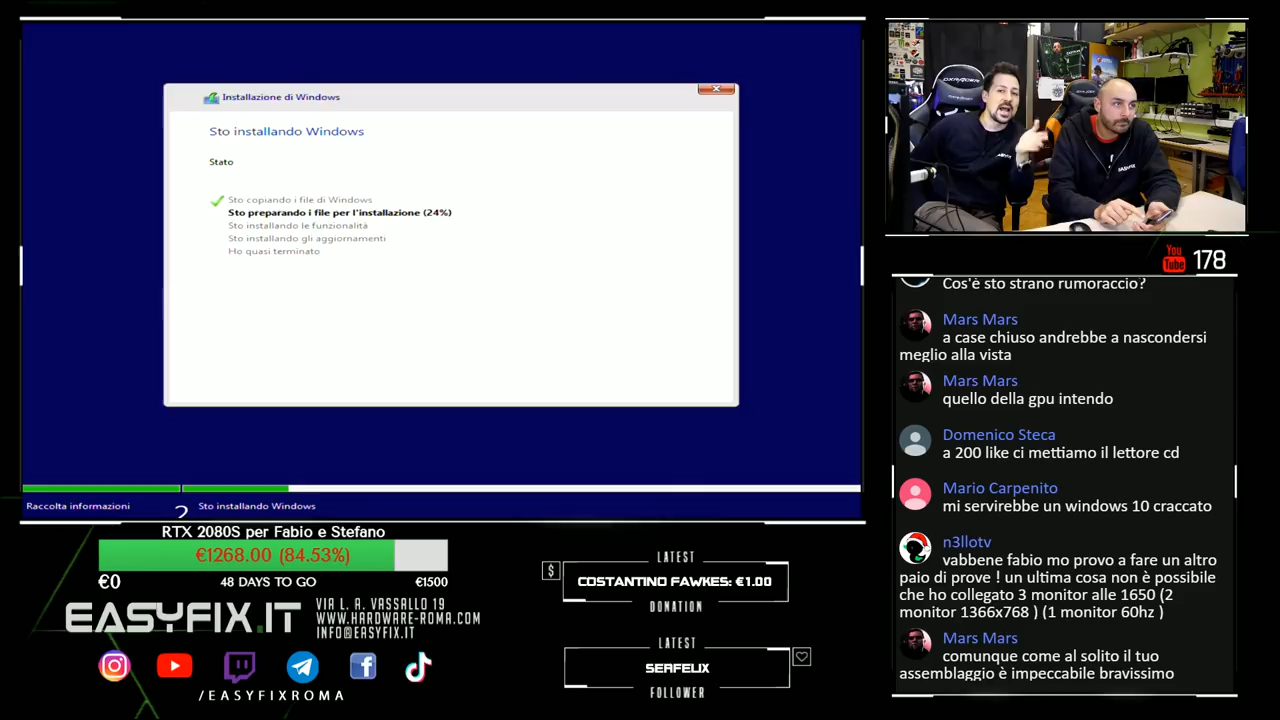 Installazione di Windows
Sto installando Windows
Stato
Sto copiando i file di Windows
Sto preparando i file per l'installazione (24%)
Sto installando le funzionalità
Sto installando gli aggiornamenti
Ho quasi terminato
Raccolta informazioni
2
Sto installando Windows
RTX 2080S per Fabio e Stefano
€1268.00 (84.53%)
€0
48 DAYS TO GO
€1500
EASYFIX.IT
VIA L. A. VASSALLO 19
WWW.HARDWARE-ROMA.COM
INFO@EASYFIX.IT
/EASYFIXROMA
LATEST
$
COSTANTINO FAWKES: €1.00
DONATION
LATEST
SERFELIX
FOLLOWER
DXRACER
EASYFIX
You
Tube
178
Cos'è sto strano rumoraccio?
Mars Mars
a case chiuso andrebbe a nascondersi
meglio alla vista
Mars Mars
quello della gpu intendo
Domenico Steca
a 200 like ci mettiamo il lettore cd
Mario Carpenito
mi servirebbe un windows 10 craccato
n3llotv
vabbene fabio mo provo a fare un altro
paio di prove ! un ultima cosa non è possibile
che ho collegato 3 monitor alle 1650 (2
monitor 1366x768 ) (1 monitor 60hz )
Mars Mars
comunque come al solito il tuo
assemblaggio è impeccabile bravissimo